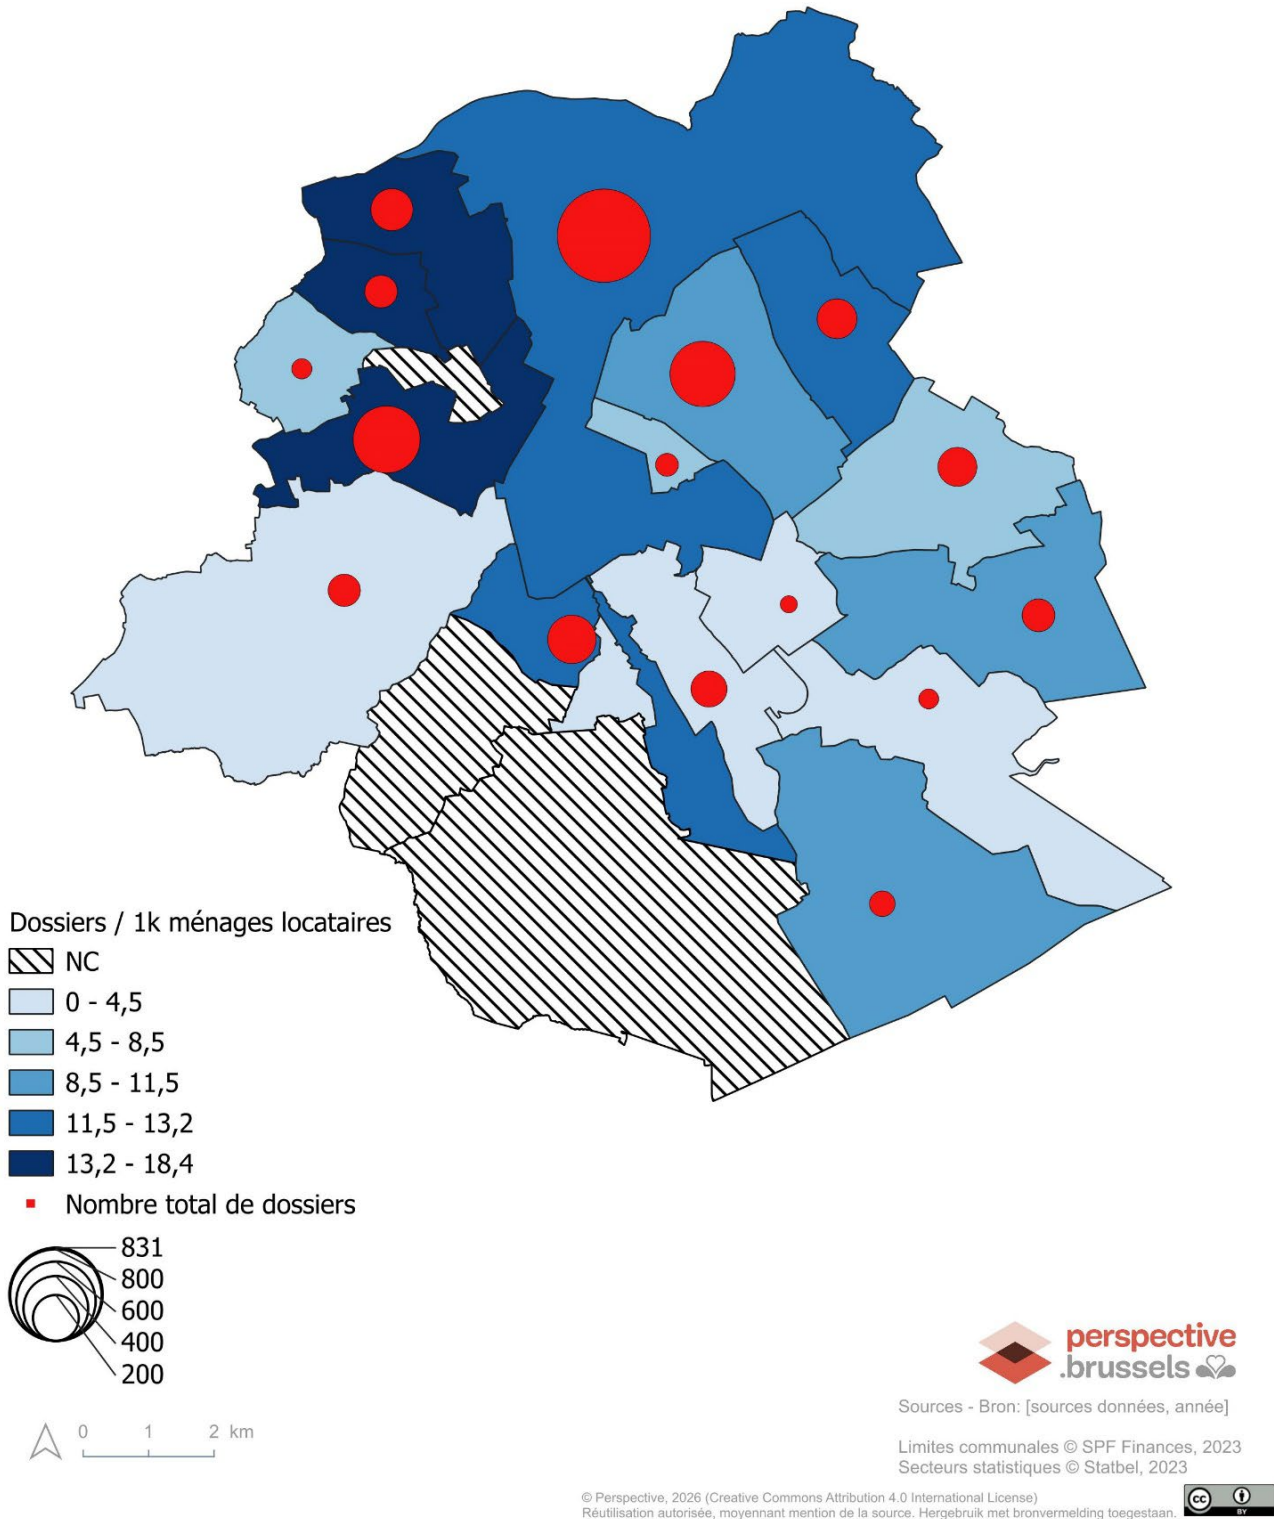 Dossiers / 1k ménages locataires
NC
0 - 4,5
4,5 - 8,5
8,5 - 11,5
11,5 - 13,2
13,2 - 18,4
Nombre total de dossiers
831
800
600
400
200
0 1 2 km
perspective
.brussels
Sources - Bron: [sources données, année]
Limites communales © SPF Finances, 2023
Secteurs statistiques © Statbel, 2023
© Perspective, 2026 (Creative Commons Attribution 4.0 International License)
Réutilisation autorisée, moyennant mention de la source. Hergebruik met bronvermelding toegestaan.
cc
BY